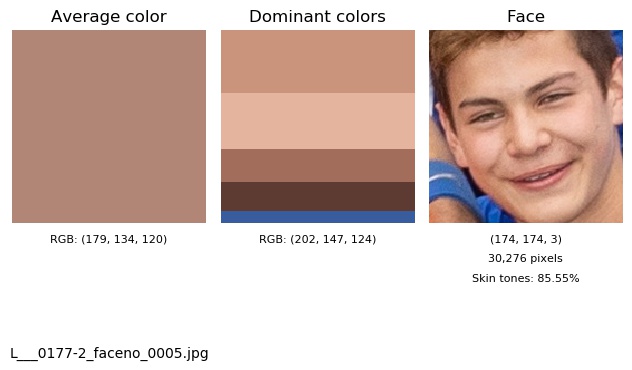 Average color
Dominant colors
Face
RGB: (179, 134, 120)
RGB: (202, 147, 124)
(174, 174, 3)
30,276 pixels
Skin tones: 85.55%
L___0177-2_faceno_0005.jpg